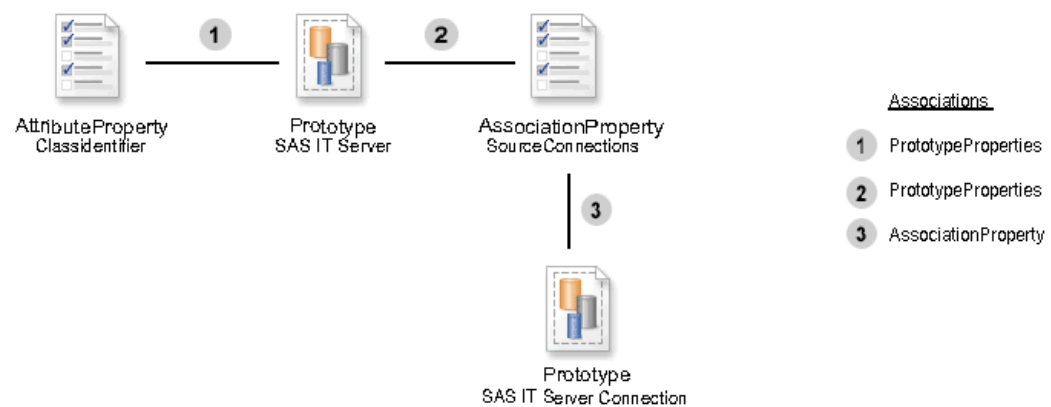 1
2
AttributeProperty
ClassIdentifier
Prototype
SAS IT Server
AssociationProperty
SourceConnections
3
Prototype
SAS IT Server Connection
Associations
1 PrototypeProperties
2 PrototypeProperties
3 AssociationProperty